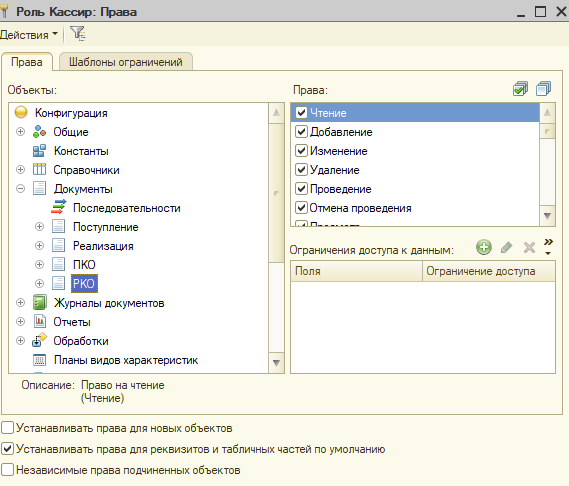 Роль Кассир: Права
Действия
Права
Шаблоны ограничений
Объекты:
Конфигурация
Общие
Константы
Справочники
Документы
Последовательности
Поступление
Реализация
ПКО
РКО
Журналы документов
Отчеты
Обработки
Планы видов характеристик
Права:
Чтение
Добавление
Изменение
Удаление
Проведение
Отмена проведения
Просмотр
Ограничения доступа к данным:
Поля Ограничение доступа
Описание: Право на чтение
(Чтение)
Устанавливать права для новых объектов
Устанавливать права для реквизитов и табличных частей по умолчанию
Независимые права подчиненных объектов